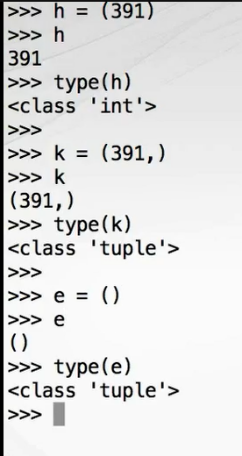 >>> h = (391)
>>> h
391
>>> type(h)
<class 'int'>
>>>
>>> k = (391,)
>>> k
(391,)
>>> type(k)
<class 'tuple'>
>>>
>>> e = ()
>>> e
()
>>> type(e)
<class 'tuple'>
>>>